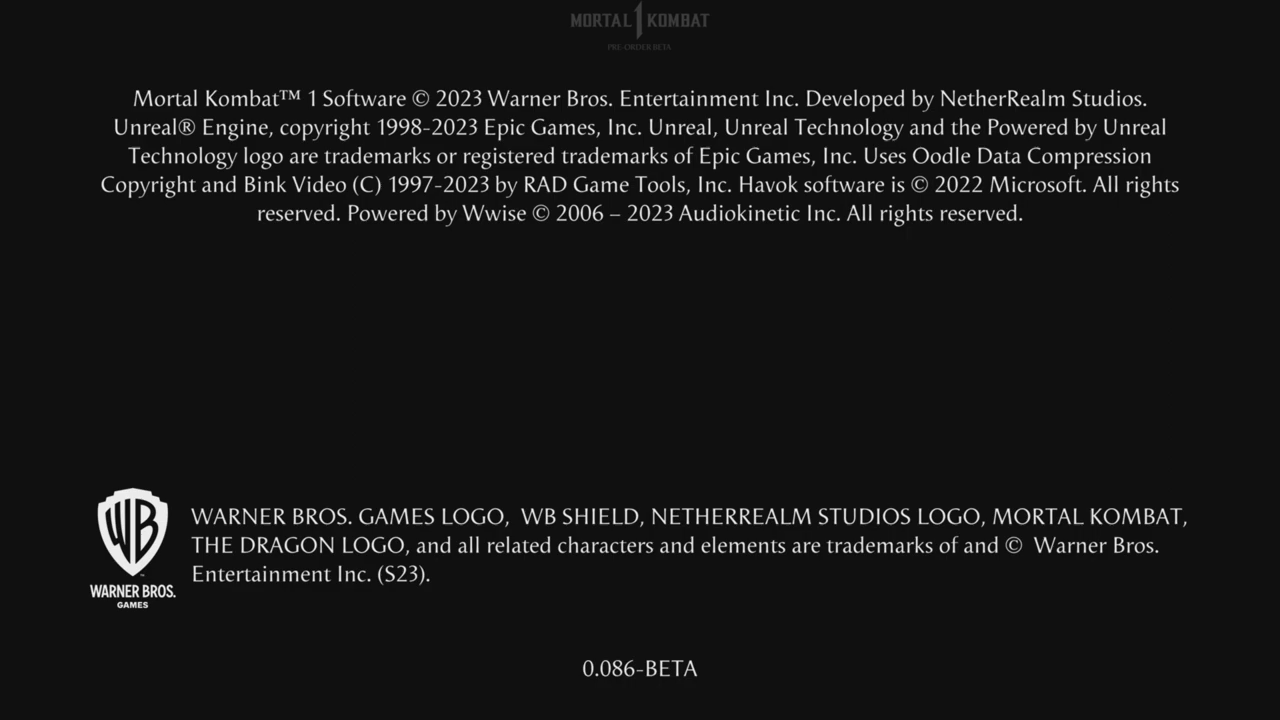 MORTAL 1 KOMBAT
PRE-ORDER BETA
Mortal Kombat™ 1 Software © 2023 Warner Bros. Entertainment Inc. Developed by NetherRealm Studios.
Unreal® Engine, copyright 1998-2023 Epic Games, Inc. Unreal, Unreal Technology and the Powered by Unreal
Technology logo are trademarks or registered trademarks of Epic Games, Inc. Uses Oodle Data Compression
Copyright and Bink Video (C) 1997-2023 by RAD Game Tools, Inc. Havok software is © 2022 Microsoft. All rights
reserved. Powered by Wwise © 2006 – 2023 Audiokinetic Inc. All rights reserved.
WB
WARNER BROS.
GAMES
WARNER BROS. GAMES LOGO,  WB SHIELD, NETHERREALM STUDIOS LOGO, MORTAL KOMBAT,
THE DRAGON LOGO, and all related characters and elements are trademarks of and ©  Warner Bros.
Entertainment Inc. (S23).
0.086-BETA